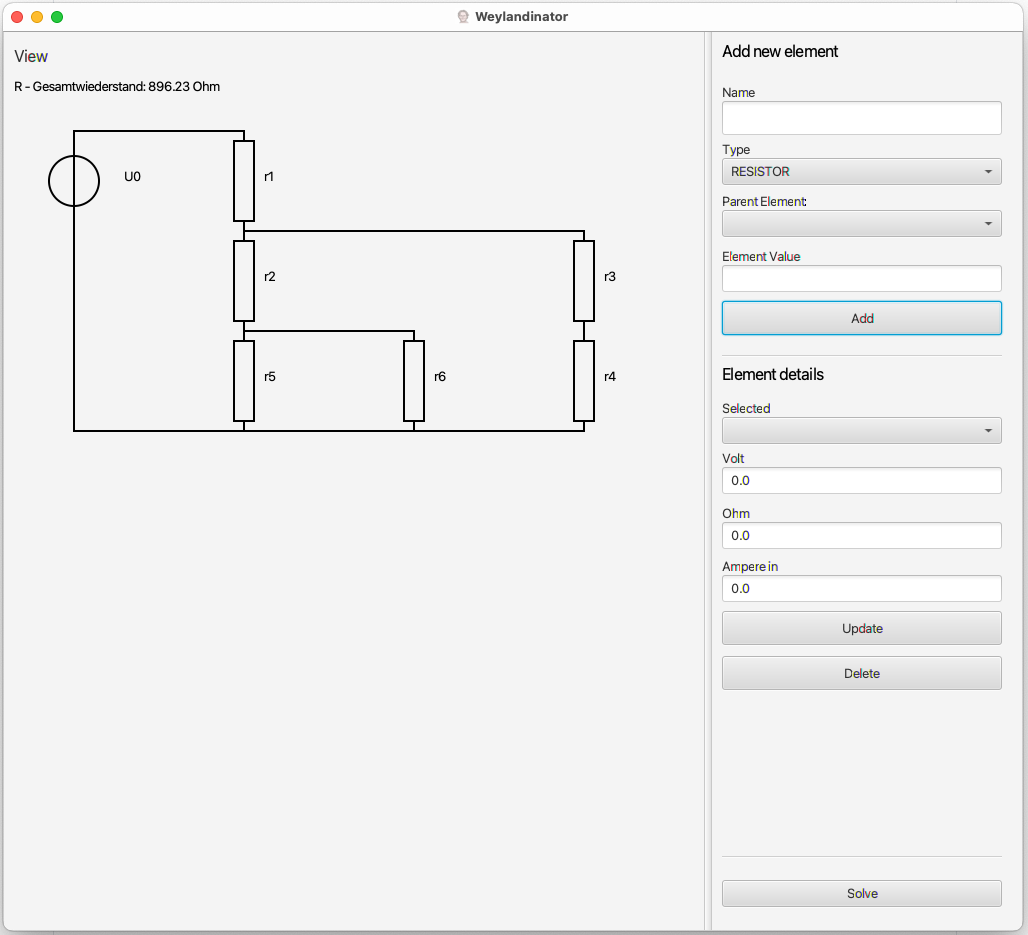 Weylandinator
View
R - Gesamtwiederstand: 896.23 Ohm
U0
r1
r2
r3
r5
r6
r4
Add new element
Name
Type
RESISTOR
Parent Element:
Element Value
Add
Element details
Selected
Volt
0.0
Ohm
0.0
Ampere in
0.0
Update
Delete
Solve